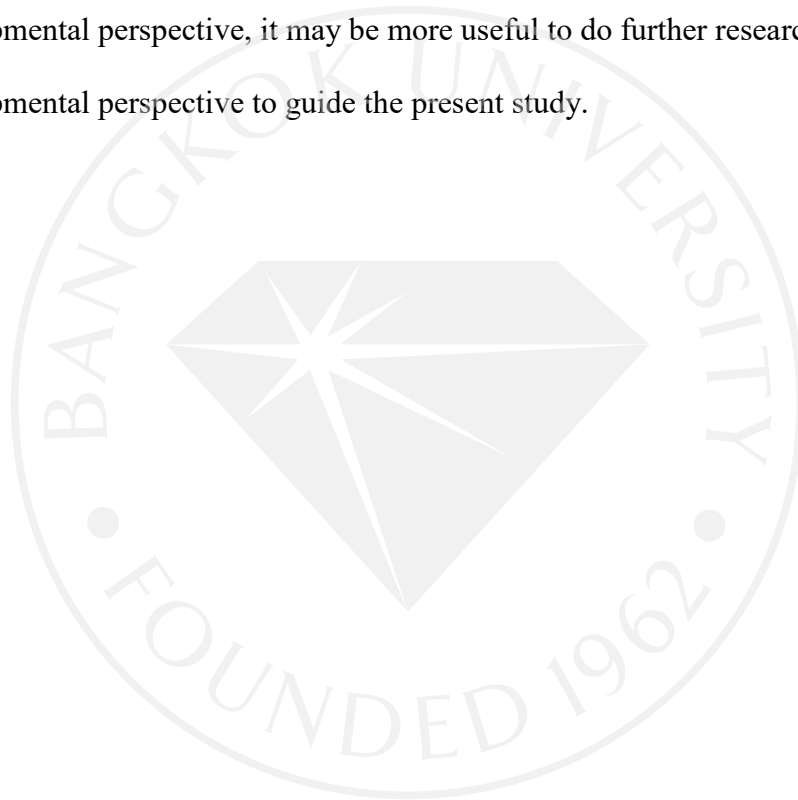 omental perspective, it may be more useful to do further researc
omental perspective to guide the present study.
BANGKOK UNIVERSITY
FOUNDED 1962